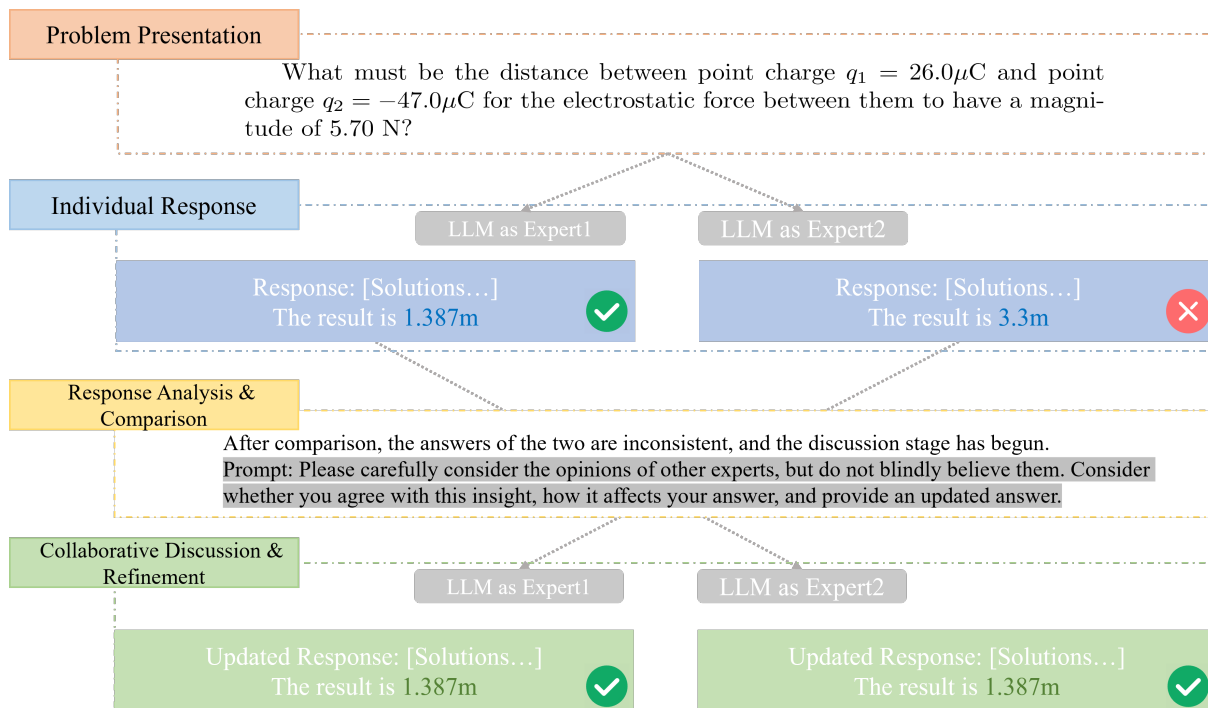 Problem Presentation
What must be the distance between point charge q₁ = 26.0μC and point
charge q₂ = −47.0μC for the electrostatic force between them to have a magni-
tude of 5.70 N?
Individual Response
LLM as Expert1
LLM as Expert2
Response: [Solutions…]
The result is 1.387m
Response: [Solutions…]
The result is 3.3m
Response Analysis &
Comparison
After comparison, the answers of the two are inconsistent, and the discussion stage has begun.
Prompt: Please carefully consider the opinions of other experts, but do not blindly believe them. Consider
whether you agree with this insight, how it affects your answer, and provide an updated answer.
Collaborative Discussion &
Refinement
LLM as Expert1
LLM as Expert2
Updated Response: [Solutions…]
The result is 1.387m
Updated Response: [Solutions…]
The result is 1.387m